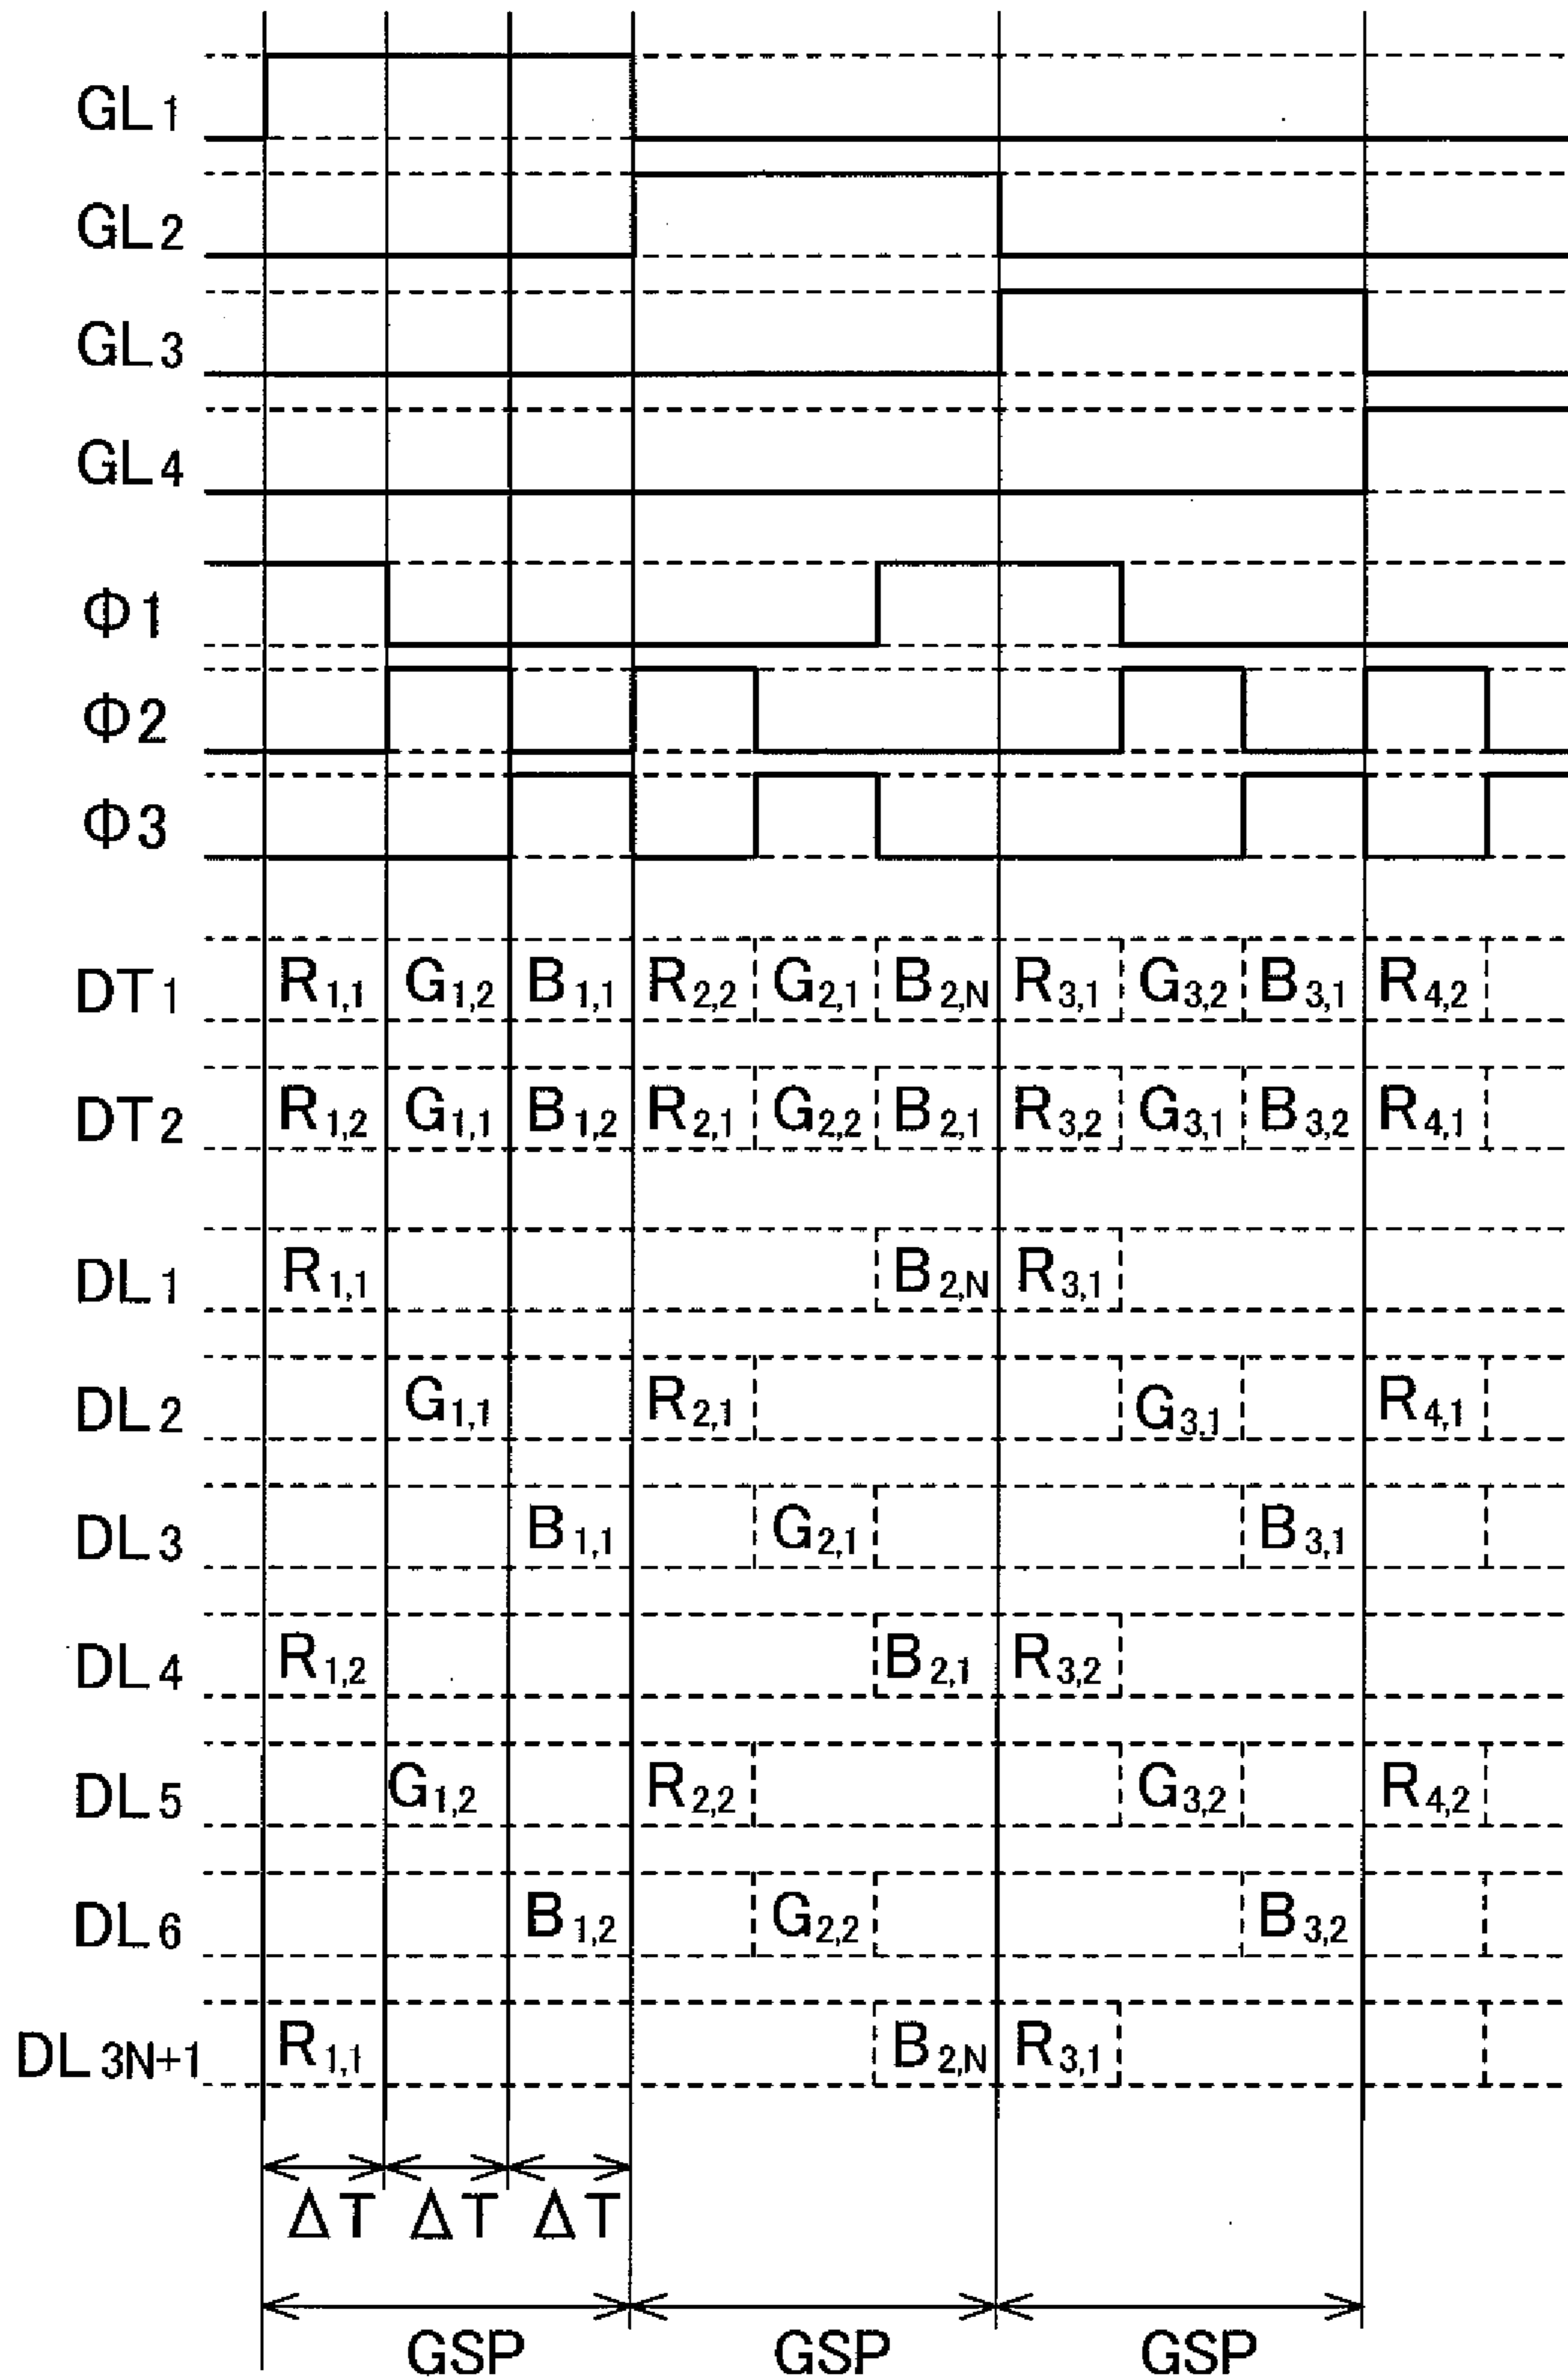 GL1
GL2
GL3
GL4
Φ1
Φ2
Φ3
DT1 R1,1 G1,2 B1,1 R2,2 G2,1 B2,N R3,1 G3,2 B3,1 R4,2
DT2 R1,2 G1,1 B1,2 R2,1 G2,2 B2,1 R3,2 G3,1 B3,2 R4,1
DL1 R1,1 B2,N R3,1
DL2 G1,1 R2,1 G3,1 R4,1
DL3 B1,1 G2,1 B3,1
DL4 R1,2 B2,1 R3,2
DL5 G1,2 R2,2 G3,2 R4,2
DL6 B1,2 G2,2 B3,2
DL3N+1 R1,1 B2,N R3,1
ΔT ΔT ΔT
GSP GSP GSP